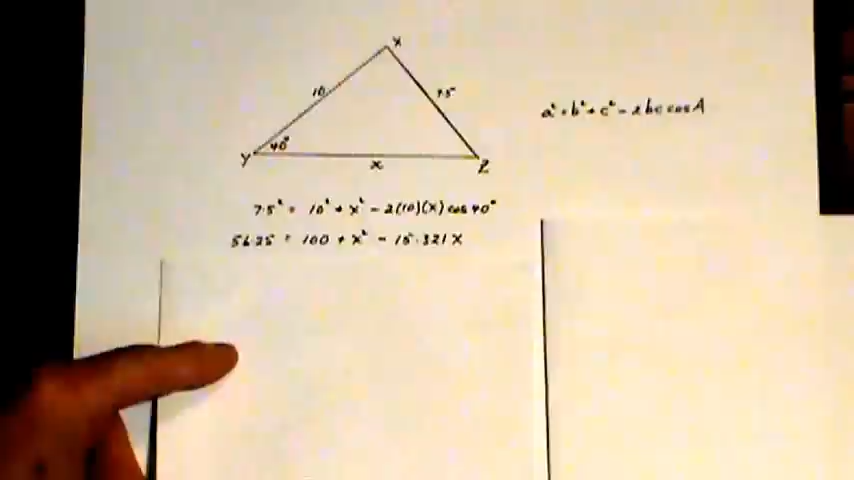 X
10
7.5
a² = b² + c² - 2bc cos A
40°
Y
x
Z
7.5² = 10² + x² - 2(10)(x) cos 40°
56.25 = 100 + x² - 15.321x